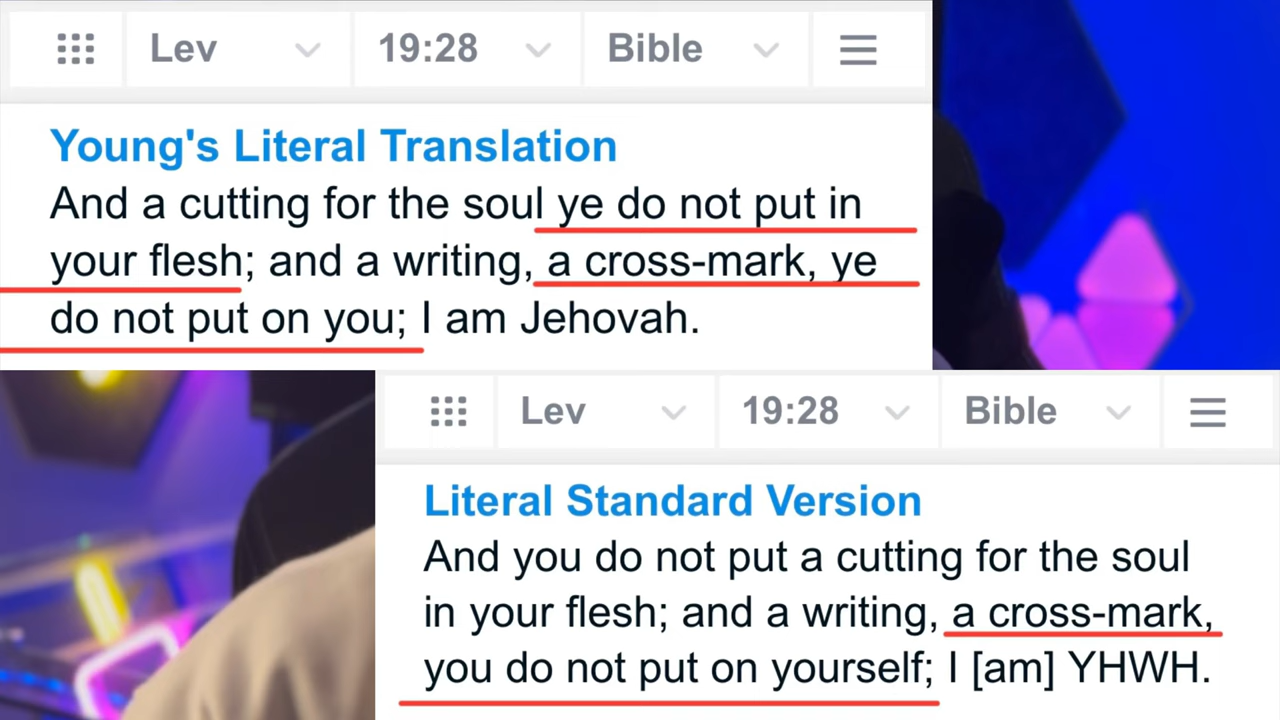 Lev 19:28 Bible
Young's Literal Translation
And a cutting for the soul ye do not put in
your flesh; and a writing, a cross-mark, ye
do not put on you; I am Jehovah.
Lev 19:28 Bible
Literal Standard Version
And you do not put a cutting for the soul
in your flesh; and a writing, a cross-mark,
you do not put on yourself; I [am] YHWH.